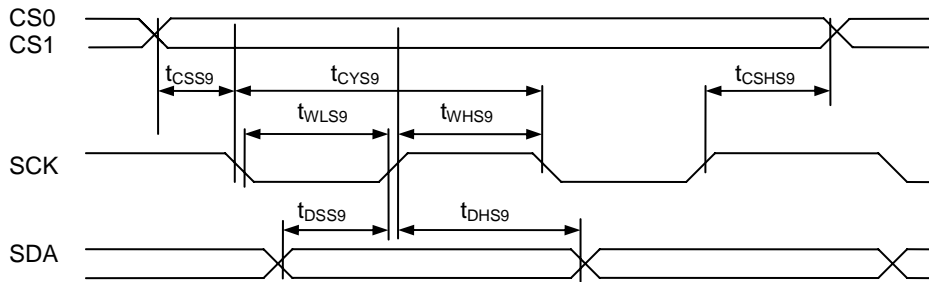 CS0
CS1
tCSS9
tCYS9
tCSHS9
tWLS9
tWHS9
SCK
tDSS9
tDHS9
SDA